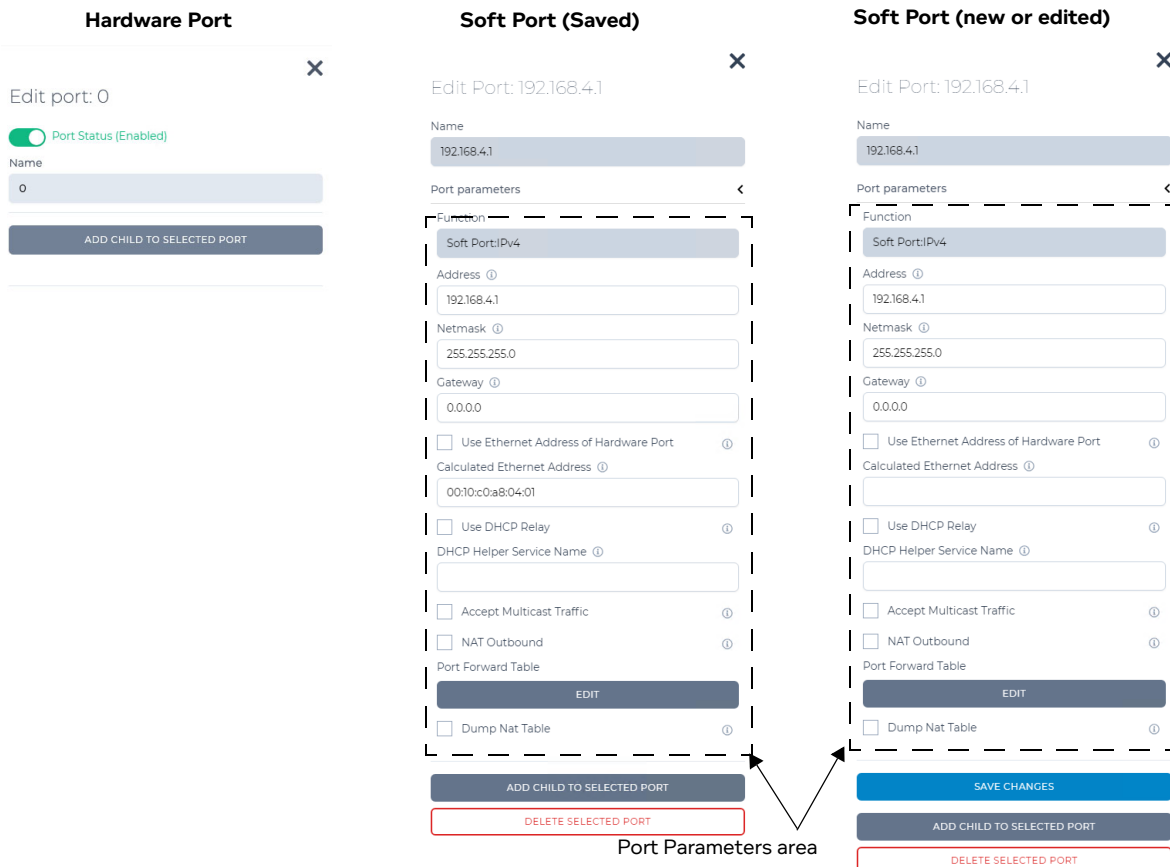 Hardware Port
Edit port: 0
Port Status (Enabled)
Name
0
ADD CHILD TO SELECTED PORT
Soft Port (Saved)
Edit Port: 192.168.4.1
Name
192.168.4.1
Port parameters
Function
Soft Port:IPv4
Address
192.168.4.1
Netmask
255.255.255.0
Gateway
0.0.0.0
Use Ethernet Address of Hardware Port
Calculated Ethernet Address
00:10:c0:a8:04:01
Use DHCP Relay
DHCP Helper Service Name
Accept Multicast Traffic
NAT Outbound
Port Forward Table
EDIT
Dump Nat Table
ADD CHILD TO SELECTED PORT
DELETE SELECTED PORT
Soft Port (new or edited)
Edit Port: 192.168.4.1
Name
192.168.4.1
Port parameters
Function
Soft Port:IPv4
Address
192.168.4.1
Netmask
255.255.255.0
Gateway
0.0.0.0
Use Ethernet Address of Hardware Port
Calculated Ethernet Address
Use DHCP Relay
DHCP Helper Service Name
Accept Multicast Traffic
NAT Outbound
Port Forward Table
EDIT
Dump Nat Table
SAVE CHANGES
ADD CHILD TO SELECTED PORT
DELETE SELECTED PORT
Port Parameters area